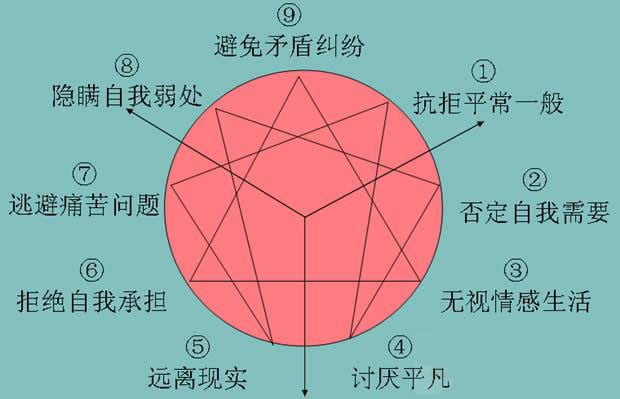 ⑨
避免矛盾纠纷
⑧
隐瞒自我弱处
①
抗拒平常一般
⑦
逃避痛苦问题
②
否定自我需要
⑥
拒绝自我承担
③
无视情感生活
⑤
远离现实
④
讨厌平凡